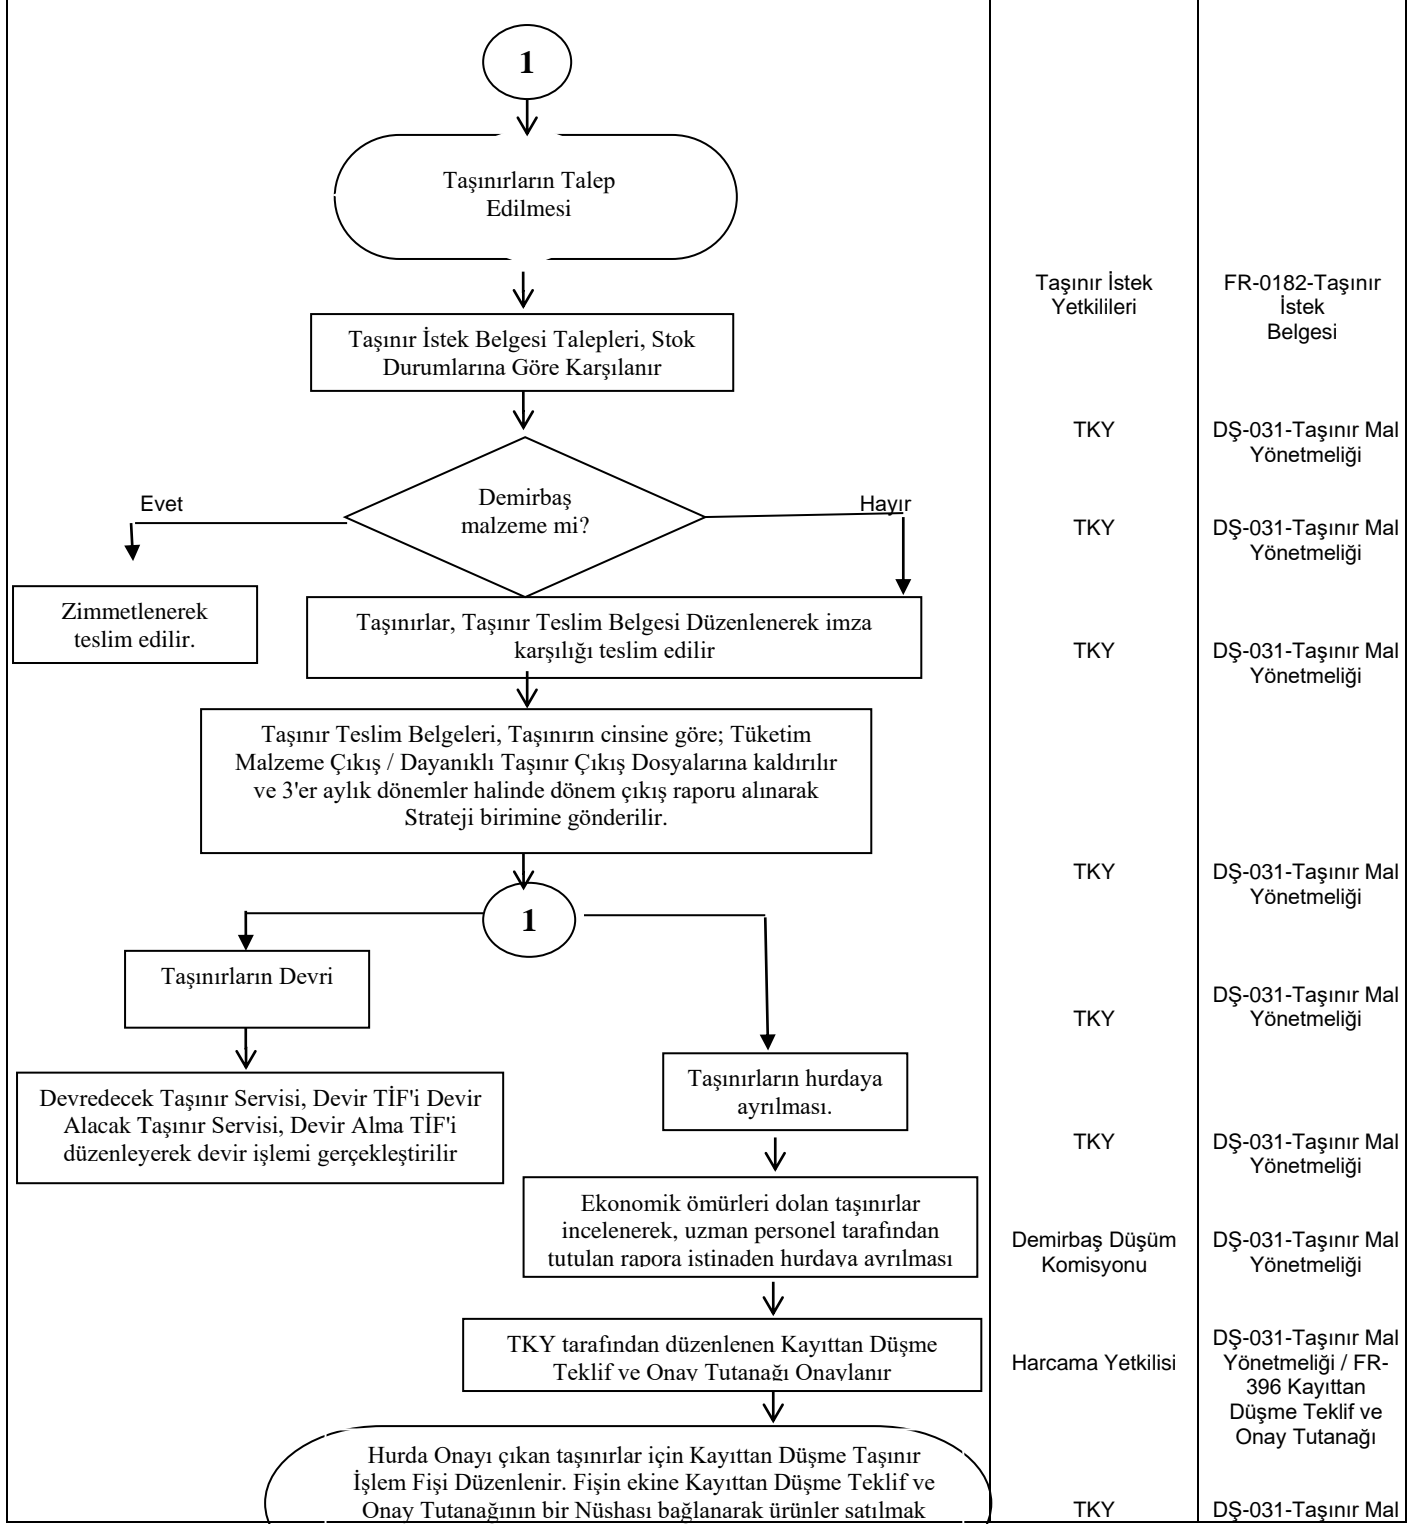 1
Taşınırların Talep
Edilmesi
Taşınır İstek
Yetkilileri
FR-0182-Taşınır
İstek
Belgesi
Taşınır İstek Belgesi Talepleri, Stok
Durumlarına Göre Karşılanır
TKY
DŞ-031-Taşınır Mal
Yönetmeliği
Demirbaş
malzeme mi?
Evet
Hayır
TKY
DŞ-031-Taşınır Mal
Yönetmeliği
Zimmetlenerek
teslim edilir.
Taşınırlar, Taşınır Teslim Belgesi Düzenlenerek imza
karşılığı teslim edilir
TKY
DŞ-031-Taşınır Mal
Yönetmeliği
Taşınır Teslim Belgeleri, Taşınırın cinsine göre; Tüketim
Malzeme Çıkış / Dayanıklı Taşınır Çıkış Dosyalarına kaldırılır
ve 3'er aylık dönemler halinde dönem çıkış raporu alınarak
Strateji birimine gönderilir.
TKY
DŞ-031-Taşınır Mal
Yönetmeliği
1
Taşınırların Devri
TKY
DŞ-031-Taşınır Mal
Yönetmeliği
Devredecek Taşınır Servisi, Devir TİF'i Devir
Alacak Taşınır Servisi, Devir Alma TİF'i
düzenleyerek devir işlemi gerçekleştirilir
Taşınırların hurdaya
ayrılması.
TKY
DŞ-031-Taşınır Mal
Yönetmeliği
Ekonomik ömürleri dolan taşınırlar
incelenerek, uzman personel tarafından
tutulan rapora istinaden hurdaya ayrılması
Demirbaş Düşüm
Komisyonu
DŞ-031-Taşınır Mal
Yönetmeliği
TKY tarafından düzenlenen Kayıttan Düşme
Teklif ve Onay Tutanağı Onaylanır
Harcama Yetkilisi
DŞ-031-Taşınır Mal
Yönetmeliği / FR-
396 Kayıttan
Düşme Teklif ve
Onay Tutanağı
Hurda Onayı çıkan taşınırlar için Kayıttan Düşme Taşınır
İşlem Fişi Düzenlenir. Fişin ekine Kayıttan Düşme Teklif ve
Onay Tutanağının bir Nüshası bağlanarak ürünler satılmak
TKY
DŞ-031-Taşınır Mal